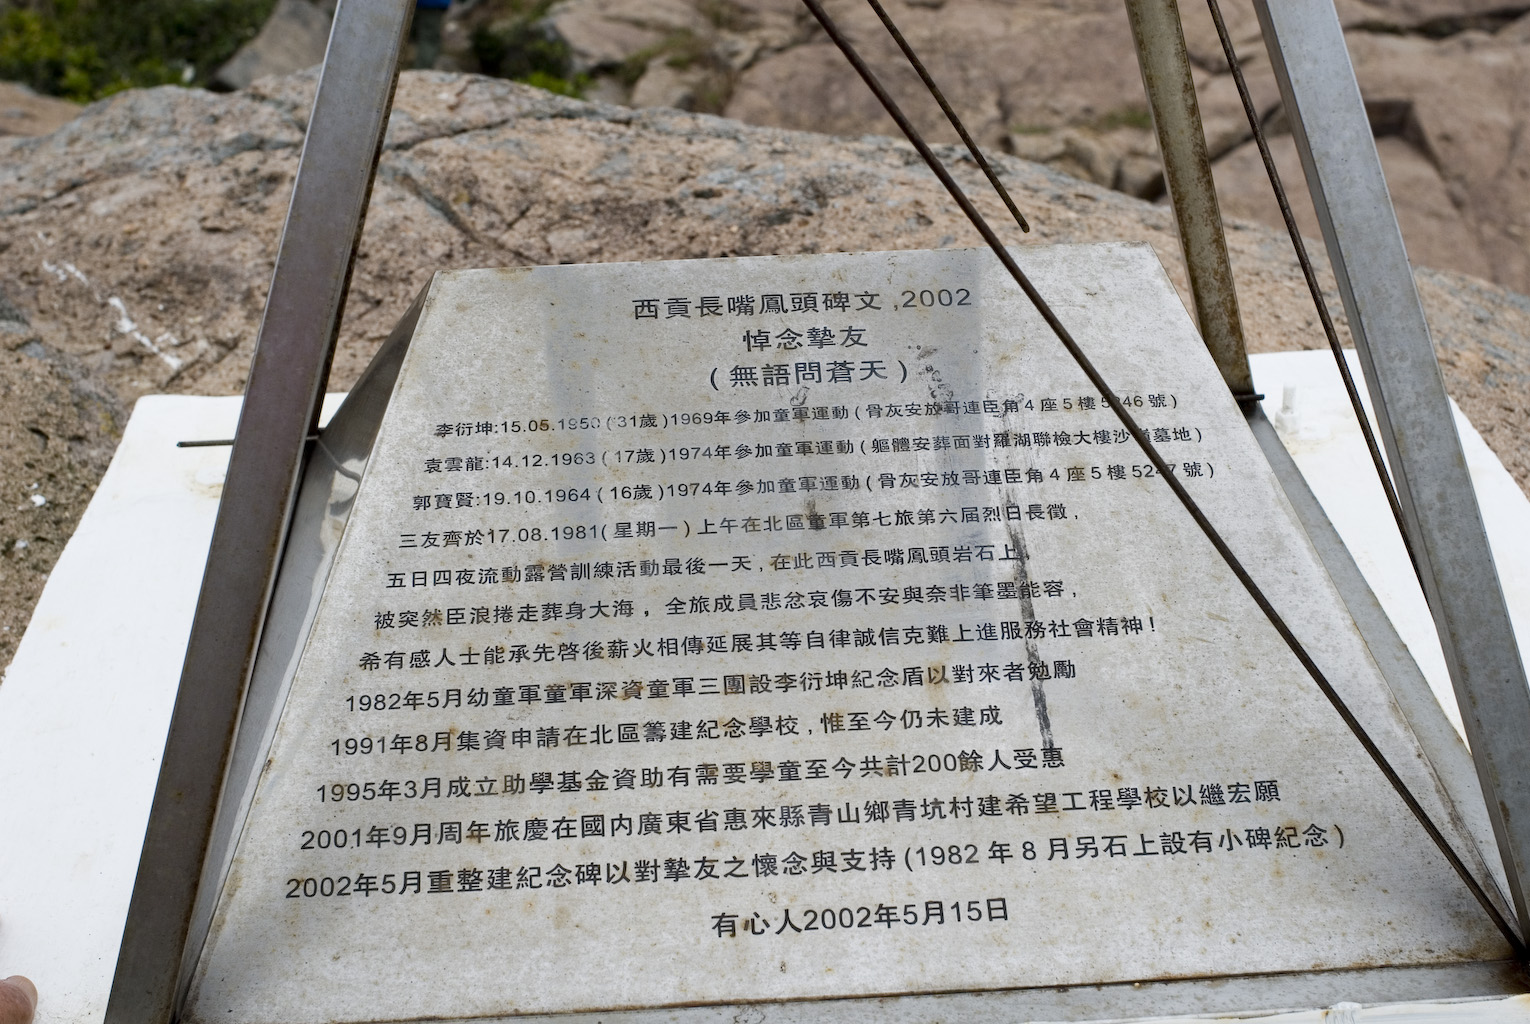 西貢長嘴鳳頭碑文,2002
悼念摯友
(無語問蒼天)
李衍坤:15.05.1950(31歲)1969年參加童軍運動(骨灰安放哥連臣角4座5樓5346號)
袁雲龍:14.12.1963(17歲)1974年參加童軍運動(軀體安葬面對羅湖聯檢大樓沙嶺墓地)
郭寶賢:19.10.1964(16歲)1974年參加童軍運動(骨灰安放哥連臣角4座5樓5247號)
三友齊於17.08.1981(星期一)上午在北區童軍第七旅第六届烈日長徵,
五日四夜流動露營訓練活動最後一天,在此西貢長嘴鳳頭岩石上,
被突然臣浪捲走葬身大海，全旅成員悲忿哀傷不安與奈非筆墨能容,
希有感人士能承先啓後薪火相傳延展其等自律誠信克難上進服務社會精神!
1982年5月幼童軍童軍深資童軍三團設李衍坤紀念盾以對來者勉勵
1991年8月集資申請在北區籌建紀念學校,惟至今仍未建成
1995年3月成立助學基金資助有需要學童至今共計200餘人受惠
2001年9月周年旅慶在國内廣東省惠來縣青山鄉青坑村建希望工程學校以繼宏願
2002年5月重整建紀念碑以對摯友之懷念與支持(1982年8月另石上設有小碑紀念)
有心人2002年5月15日